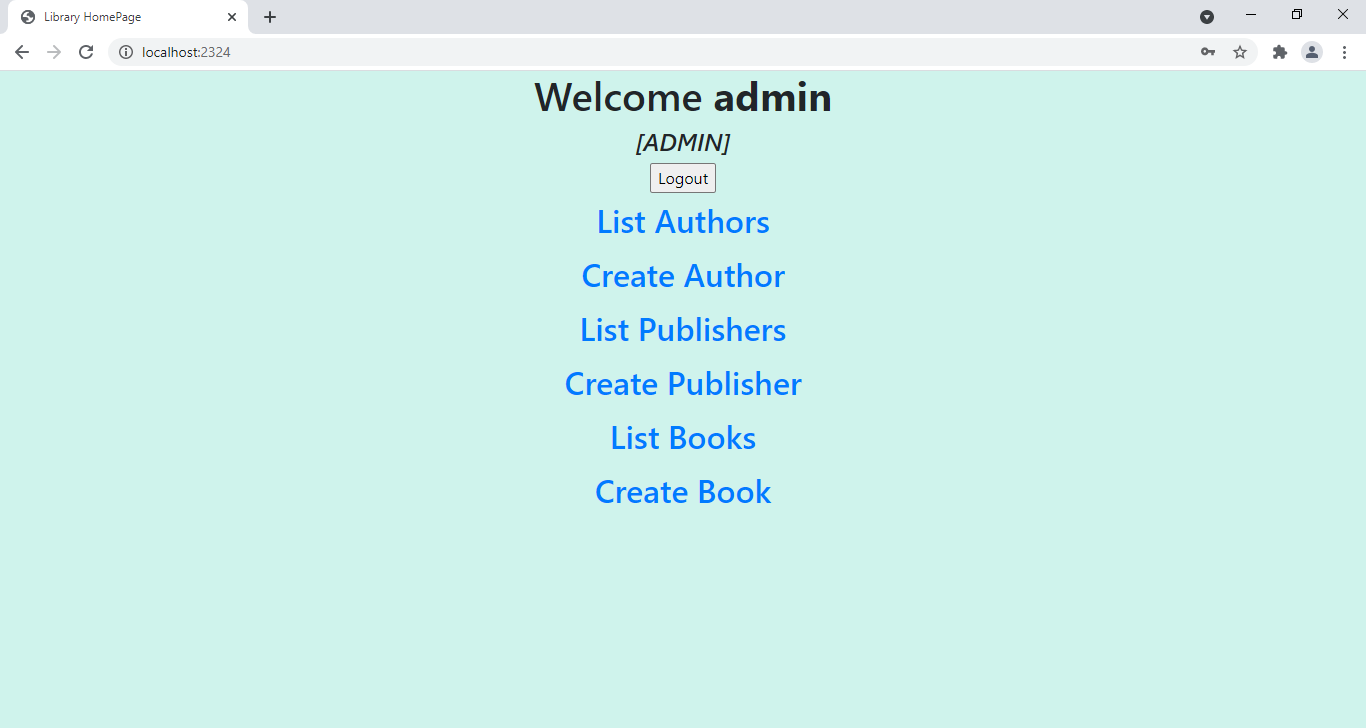 Library HomePage
localhost:2324
Welcome admin
[ADMIN]
Logout
List Authors
Create Author
List Publishers
Create Publisher
List Books
Create Book